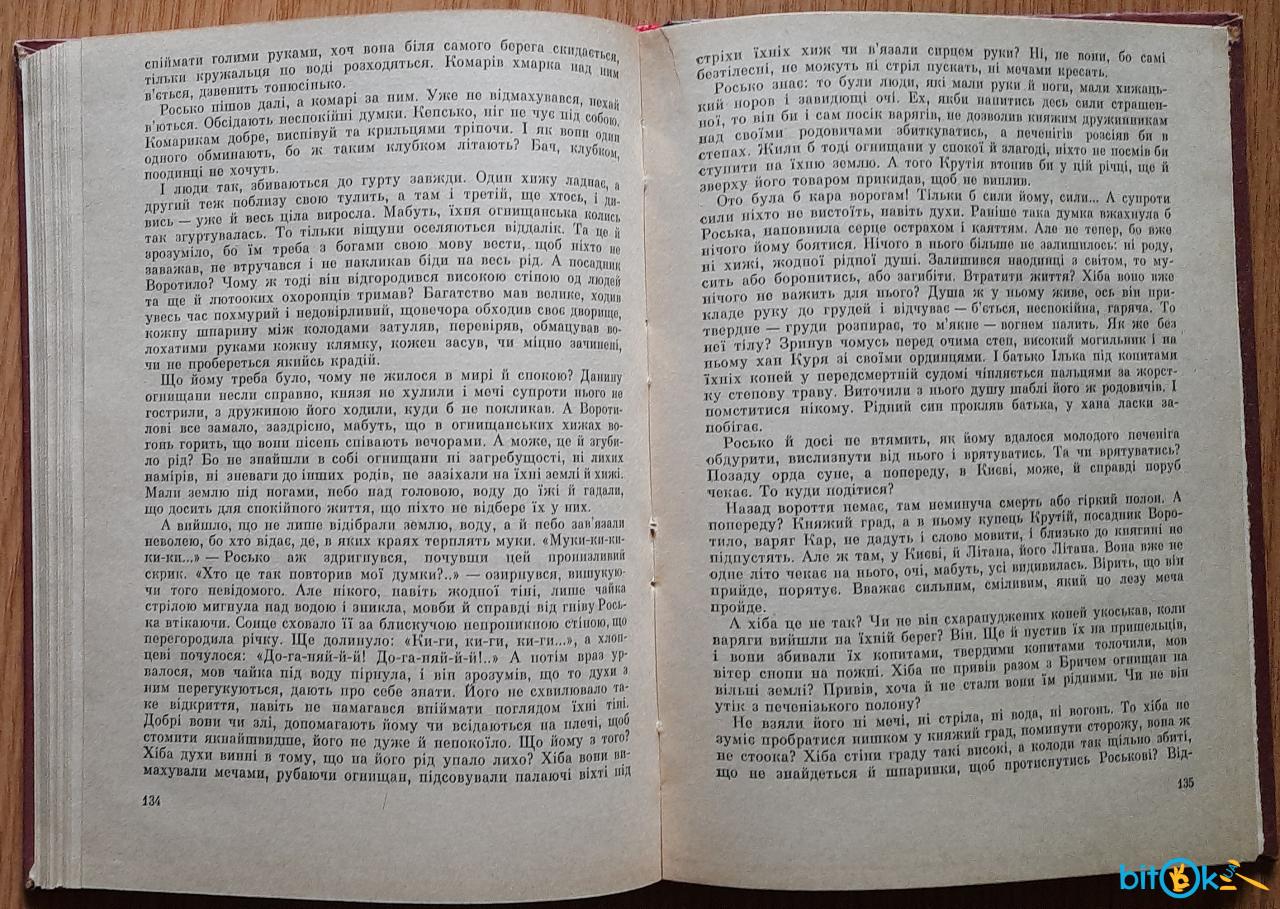 спіймати голими руками, хоч вона біля самого берега скидається,
тільки кружальця по воді розходяться. Комарів хмарка над ним
в'ється, дзвенить тонюсінько.
Росько пішов далі, а комарі за ним. Уже не відмахувався, нехай
в'ються. Обсідають неспокійні думки. Кепсько, ніг не чує під собою.
Комарикам добре, виспівуй та крильцями тріпочи. І як вони один
одного обминають, бо ж таким клубком літають? Бач, клубком,
поодинці не хочуть.
І люди так, збиваються до гурту завжди. Один хижу ладнає, а
другий теж поблизу свою тулить, а там і третій, ще хтось, і ди-
вись — уже й весь ціла виросла. Мабуть, їхня огнищанська колись
так згуртувалась. То тільки віщуни оселяються віддалік. Та це й
зрозуміло, бо їм треба з богами свою мову вести, щоб ніхто не
заважав, не втручався і не накликав біди на весь рід. А посадник
Воротило? Чому ж тоді він відгородився високою стіною од людей
та ще й лютооких охоронців тримав? Багатство мав велике, ходив
увесь час похмурий і недовірливий, щовечора обходив своє дворище,
кожну шпарину між колодами затуляв, перевіряв, обмацував во-
лохатими руками кожну клямку, кожен засув, чи міцно зачинені,
чи не пробереться якийсь крадій.
Що йому треба було, чому не жилося в мирі й спокою? Данину
огнищани несли справно, князя не хулили і мечі супроти нього не
гострили, з дружиною його ходили, куди б не покликав. А Вороти-
лові все замало, заздрісно, мабуть, що в огнищанських хижах во-
гонь горить, що вони пісень співають вечорами. А може, це й згуби-
ло рід? Бо не знайшли в собі огнищани ні загребущості, ні лихих
намірів, ні зневаги до інших родів, не зазіхали на їхні землі й хижі.
Мали землю під ногами, небо над головою, воду до їжі й гадали,
що досить для спокійного життя, що ніхто не відбере їх у них.
А вийшло, що не лише відібрали землю, воду, а й небо зав'язали
неволею, бо хто відає, де, в яких краях терплять муки. «Муки-ки-ки-
ки-ки...» — Росько аж здригнувся, почувши цей пронизливий
скрик. «Хто це так повторив мої думки?..» — озирнувся, вишукую-
чи того невідомого. Але нікого, навіть жодної тіні, лише чайка
стрілою мигнула над водою і зникла, мовби й справді від гніву Рось-
ка втікаючи. Сонце сховало її за блискучою непроникною стіною, що
перегородила річку. Ще долинуло: «Ки-ги, ки-ги, ки-ги...», а хлоп-
цеві почулося: «До-га-няй-й-й! До-га-няй-й-й!..» А потім враз ур-
валося, мов чайка під воду пірнула, і він зрозумів, що то духи з
ним перегукуються, дають про себе знати. Його не схвилювало та-
ке відкриття, навіть не намагався впіймати поглядом їхні тіні.
Добрі вони чи злі, допомагають йому чи всідаються на плечі, щоб
стомити якнайшвидше, його не дуже й непокоїло. Що йому з того?
Хіба духи винні в тому, що на його рід упало лихо? Хіба вони ви-
махували мечами, рубаючи огнищан, підсовували палаючі віхті під
134
стріхи їхніх хиж чи в'язали сирцем руки? Ні, не вони, бо самі
безтілесні, не можуть ні стріл пускать, ні мечами кресать.
Росько знає: то були люди, які мали руки й ноги, мали хижаць-
кий норов і завидющі очі. Ех, якби напитись десь сили страшен-
ної, то він би і сам посік варягів, не дозволив княжим дружинникам
над своїми родовичами збиткуватись, а печенігів розсіяв би в
степах. Жили б тоді огнищани у спокої й злагоді, ніхто не посмів би
ступити на їхню землю. А того Крутія втопив би у цій річці, ще й
зверху його товаром прикидав, щоб не виплив.
Ото була б кара ворогам! Тільки б сили йому, сили... А супроти
сили ніхто не вистоїть, навіть духи. Раніше така думка вжахнула б
Роська, наповнила серце острахом і каяттям. Але не тепер, бо вже
нічого йому боятися. Нічого в нього більше не залишилось: ні роду,
ні хижі, жодної рідної душі. Залишився наодинці з світом, то му-
сить або боронитись, або загибіти. Втратити життя? Хіба воно вже
нічого не важить для нього? Душа ж у ньому живе, ось він при-
кладе руку до грудей і відчуває — б'ється, неспокійна, гаряча. То
твердне — груди розпирає, то м'якне — вогнем палить. Як же без
неї тілу? Зринув чомусь перед очима степ, високий могильник і на
ньому хан Куря зі своїми ординцями. І батько Ілька під копитами
їхніх коней у передсмертній судомі чіпляється пальцями за жорст-
ку степову траву. Виточили з нього душу шаблі його ж родовичів. І
помститися нікому. Рідний син прокляв батька, у хана ласки за-
побігає.
Росько й досі не втямить, як йому вдалося молодого печеніга
обдурити, вислизнути від нього і врятуватись. Та чи врятуватись?
Позаду орда суне, а попереду, в Києві, може, й справді поруб
чекає. То куди подітися?
Назад вороття немає, там неминуча смерть або гіркий полон. А
попереду? Княжий град, а в ньому купець Крутій, посадник Воро-
тило, варяг Кар, не дадуть і слово мовити, і близько до княгині не
підпустять. Але ж там, у Києві, й Літана, його Літана. Вона вже не
одне літо чекає на нього, очі, мабуть, усі видивилась. Вірить, що він
прийде, порятує. Вважає сильним, сміливим, який по лезу меча
пройде.
А хіба це не так? Чи не він схарапуджених коней укоськав, коли
варяги вийшли на їхній берег? Він. Ще й пустив їх на пришельців,
і вони збивали їх копитами, твердими копитами толочили, мов
вітер снопи на пожні. Хіба не привів разом з Бричем огнищан на
вільні землі? Привів, хоча й не стали вони їм рідними. Чи не він
утік з печенізького полону?
Не взяли його ні мечі, ні стріла, ні вода, ні вогонь. То хіба не
зуміє пробратися нишком у княжий град, поминути сторожу, вона ж
не стоока? Хіба стіни граду такі високі, а колоди так щільно збиті,
що не знайдеться й шпаринки, щоб протиснутись Роськові? Від-
135
bitOk
UA